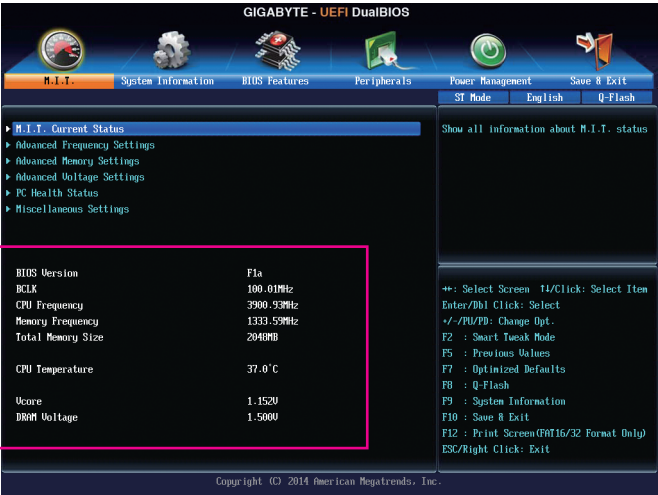 GIGABYTE - UEFI DualBIOS
M.I.T. System Information BIOS Features Peripherals Power Management Save & Exit
ST Mode English Q-Flash
M.I.T. Current Status
Advanced Frequency Settings
Advanced Memory Settings
Advanced Voltage Settings
PC Health Status
Miscellaneous Settings
Show all information about M.I.T. status
BIOS Version F1a
BCLK 100.01MHz
CPU Frequency 3900.93MHz
Memory Frequency 1333.59MHz
Total Memory Size 2048MB
CPU Temperature 37.0°C
Vcore 1.152V
DRAM Voltage 1.500V
→←: Select Screen ↑↓/Click: Select Item
Enter/Dbl Click: Select
+/-/PU/PD: Change Opt.
F2 : Smart Tweak Mode
F5 : Previous Values
F7 : Optimized Defaults
F8 : Q-Flash
F9 : System Information
F10 : Save & Exit
F12 : Print Screen(FAT16/32 Format Only)
ESC/Right Click: Exit
Copyright (C) 2014 American Megatrends, Inc.